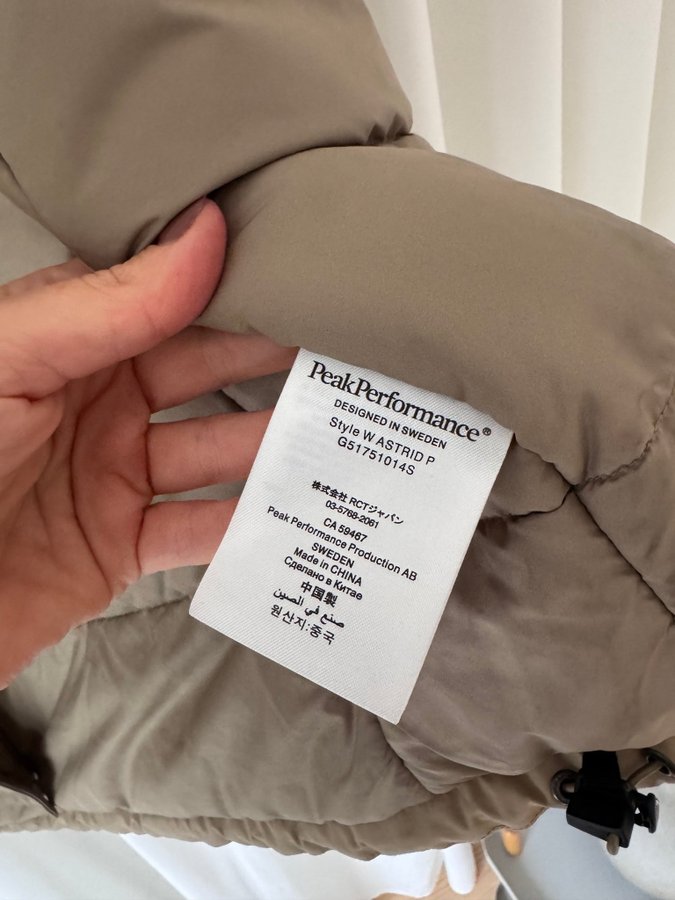 PeakPerformance®
DESIGNED IN SWEDEN
Style W ASTRID P
G51751014S
株式会社 RCTジャパン
03-5768-2061
CA 59467
Peak Performance Production AB
SWEDEN
Made in CHINA
Сделано в Китае
中国製
صنع في الصين
원산지:중국